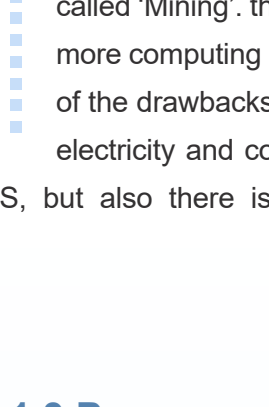 called ‘Mining’. th
more computing
of the drawbacks
electricity and co
S, but also there is